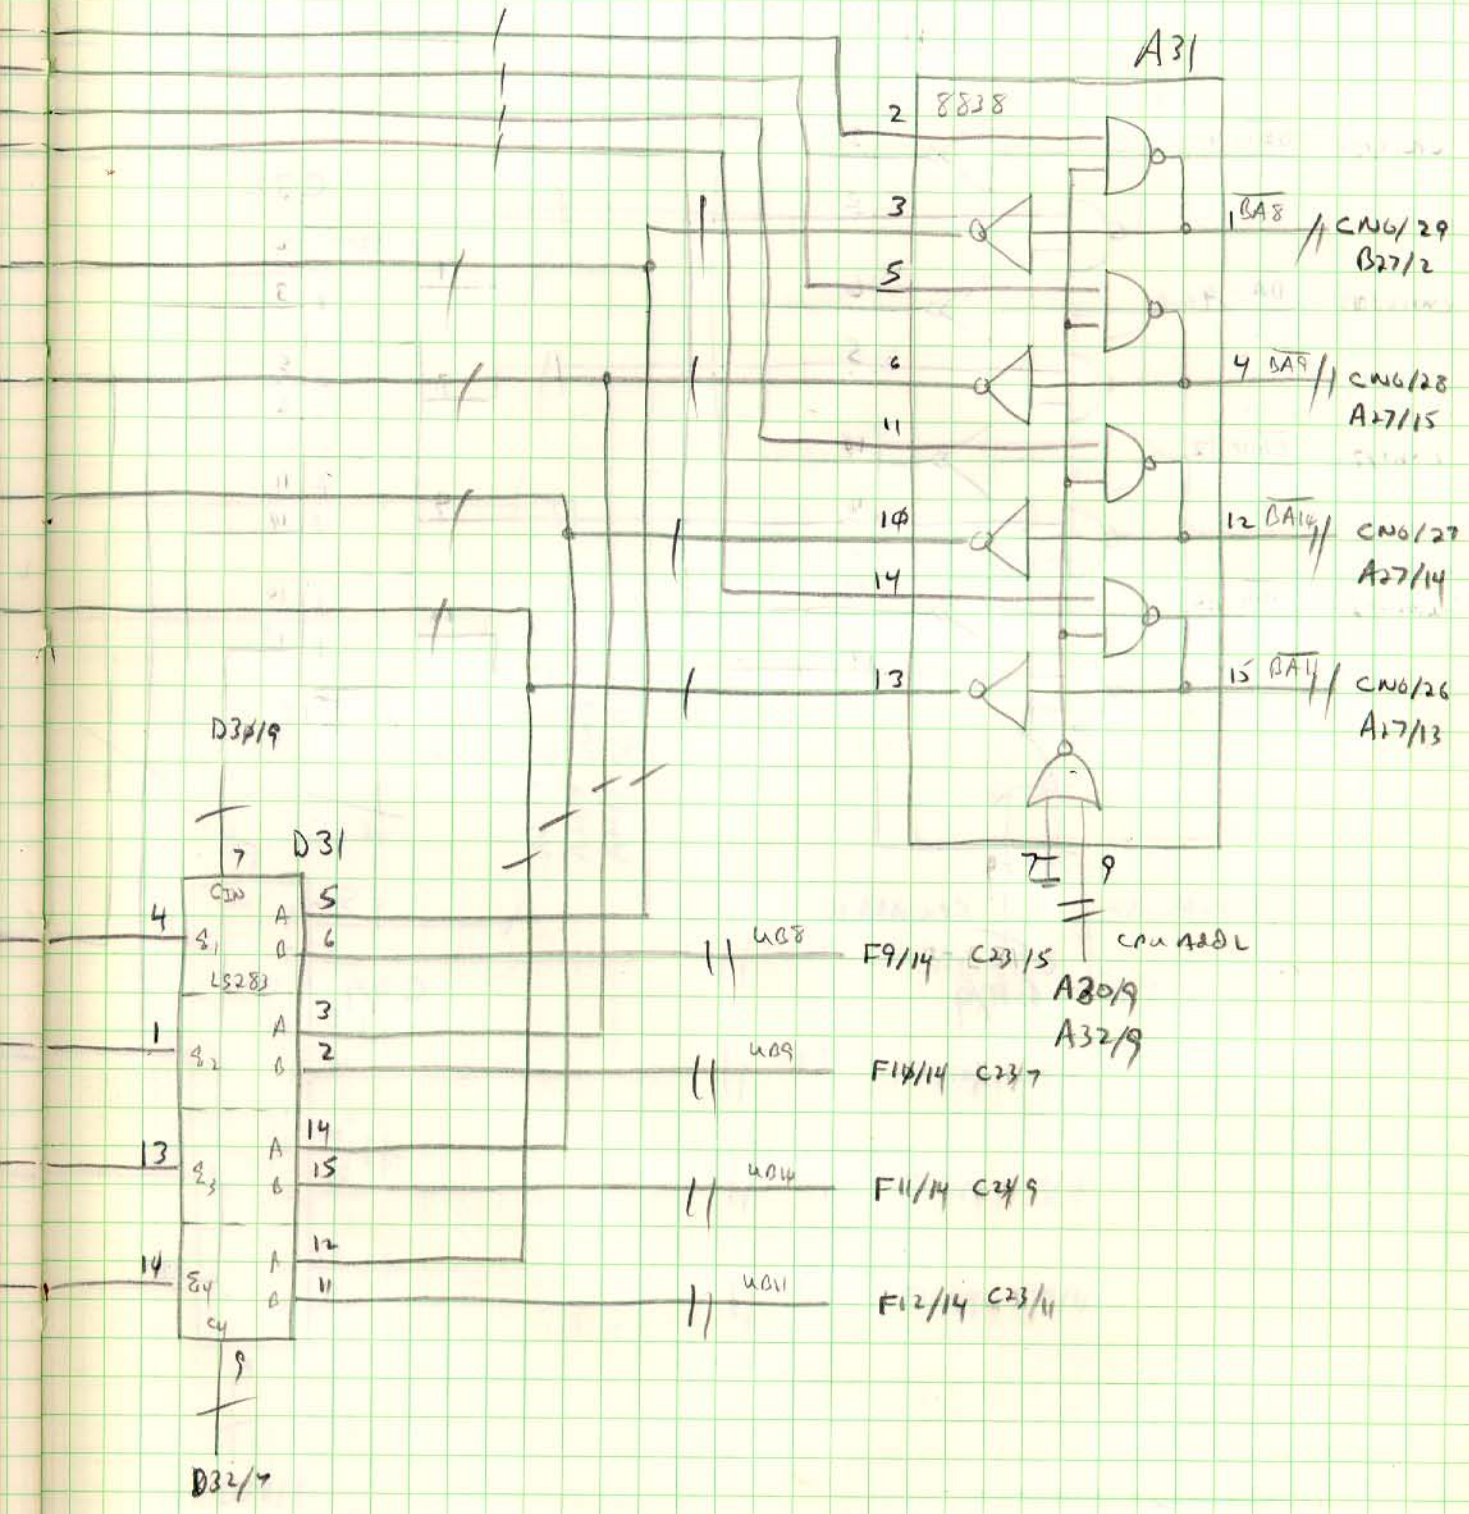 A31
2 8838
3
1 BA8 CN6/29
B27/2
5
6
4 BA9 CN6/28
A27/15
11
10
12 BA10 CN6/27
A27/14
14
13
15 BA11 CN6/26
A27/13
D30/9
7 D31
7 9
CIN
4 Σ1 A 5
B 6 UB8 F9/14 C23/5
CPU ADDL
LS283
A30/9
A32/9
1 Σ2 A 3
B 2 UB9 F10/14 C23/7
13 Σ3 A 14
B 15 UB10 F11/14 C23/9
14 Σ4 A 12
B 11 UB11 F12/14 C23/11
C4
9
D32/7